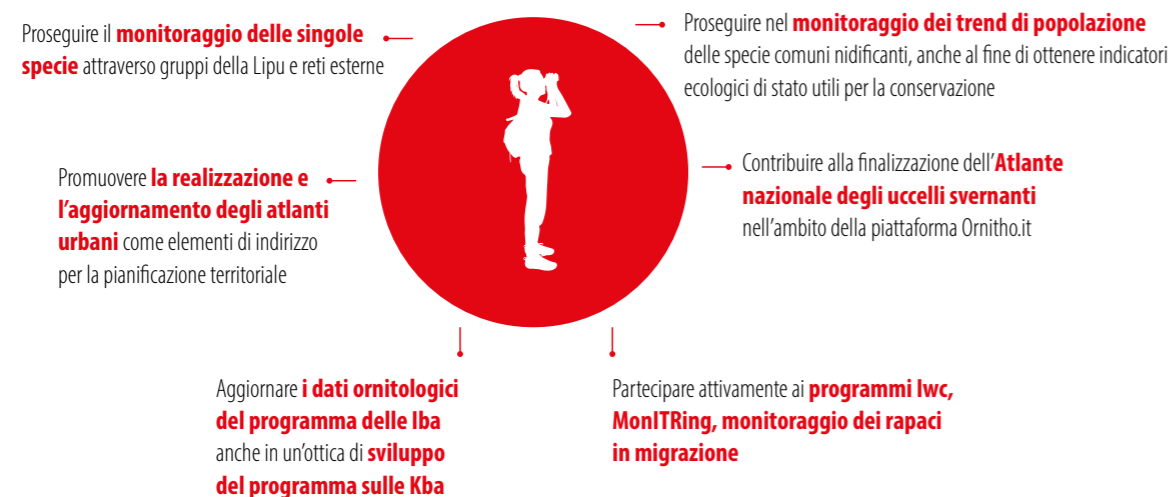 Proseguire il monitoraggio delle singole
specie attraverso gruppi della Lipu e reti esterne
Proseguire nel monitoraggio dei trend di popolazione
delle specie comuni nidificanti, anche al fine di ottenere indicatori
ecologici di stato utili per la conservazione
Promuovere la realizzazione e
l’aggiornamento degli atlanti
urbani come elementi di indirizzo
per la pianificazione territoriale
Contribuire alla finalizzazione dell’Atlante
nazionale degli uccelli svernanti
nell’ambito della piattaforma Ornitho.it
Aggiornare i dati ornitologici
del programma delle Iba
anche in un’ottica di sviluppo
del programma sulle Kba
Partecipare attivamente ai programmi Iwc,
MonITRing, monitoraggio dei rapaci
in migrazione